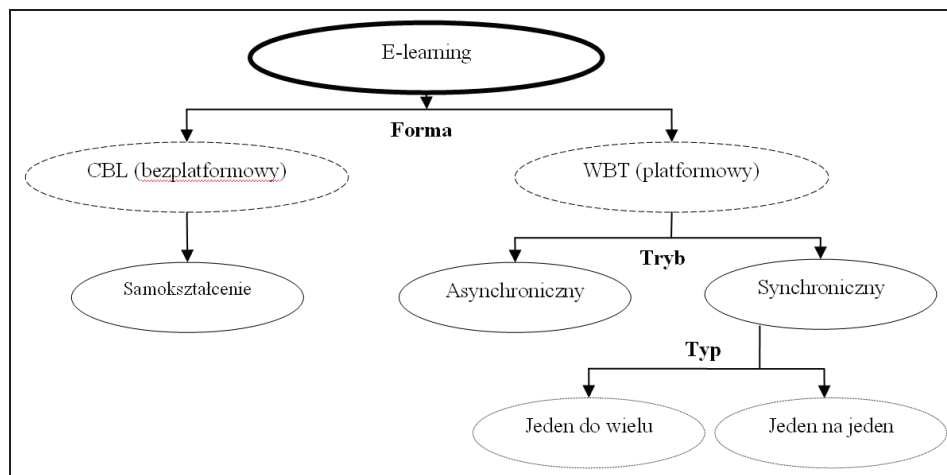 E-learning
Forma
CBL (bezplatformowy)
WBT (platformowy)
Tryb
Samokształcenie
Asynchroniczny
Synchroniczny
Typ
Jeden do wielu
Jeden na jeden